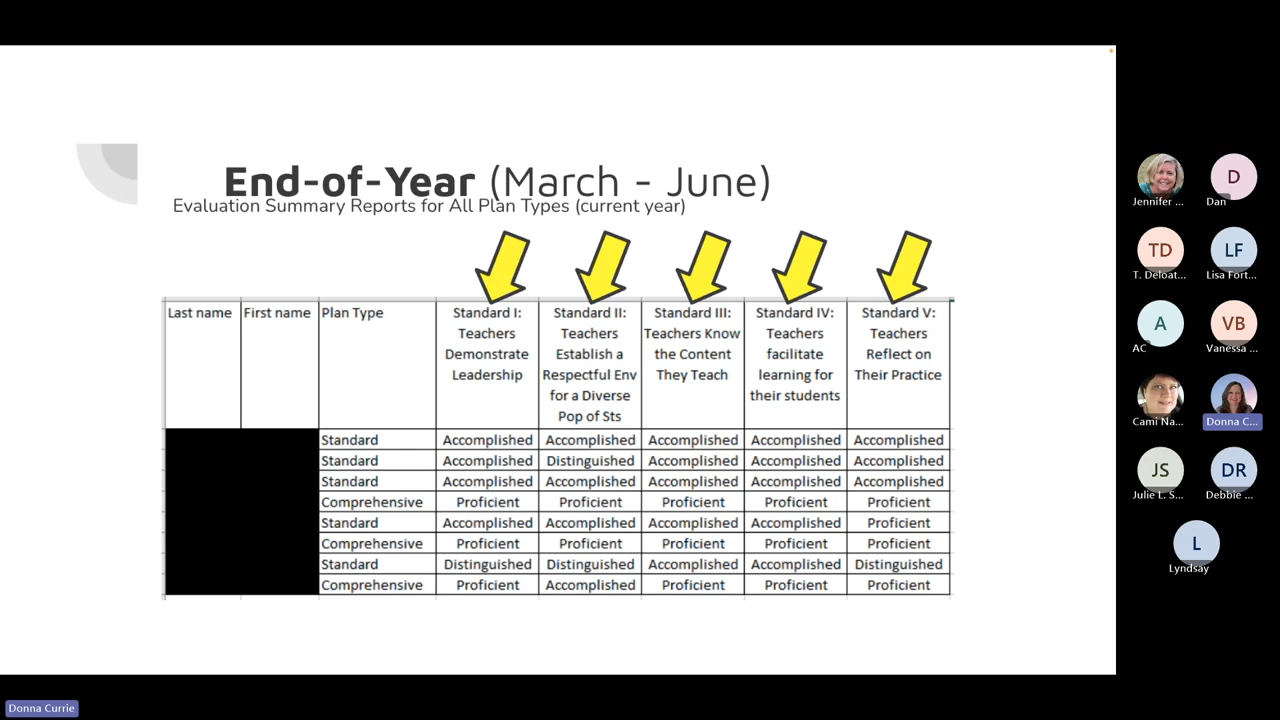 End-of-Year (March - June)
Evaluation Summary Reports for All Plan Types (current year)
Last name First name Plan Type Standard I: Teachers Demonstrate Leadership Standard II: Teachers Establish a Respectful Env for a Diverse Pop of Sts Standard III: Teachers Know the Content They Teach Standard IV: Teachers facilitate learning for their students Standard V: Teachers Reflect on Their Practice
Standard Accomplished Accomplished Accomplished Accomplished Accomplished
Standard Accomplished Distinguished Accomplished Accomplished Accomplished
Standard Accomplished Accomplished Accomplished Accomplished Accomplished
Comprehensive Proficient Proficient Proficient Proficient Proficient
Standard Accomplished Accomplished Accomplished Accomplished Proficient
Comprehensive Proficient Proficient Proficient Proficient Proficient
Standard Distinguished Distinguished Accomplished Accomplished Distinguished
Comprehensive Proficient Accomplished Proficient Proficient Proficient
Jennifer ...
D
Dan
TD
T. Deloat...
LF
Lisa Fort...
A
AC
VB
Vanessa ...
Cami Na...
Donna C...
JS
Julie L. S...
DR
Debbie ...
L
Lyndsay
Donna Currie